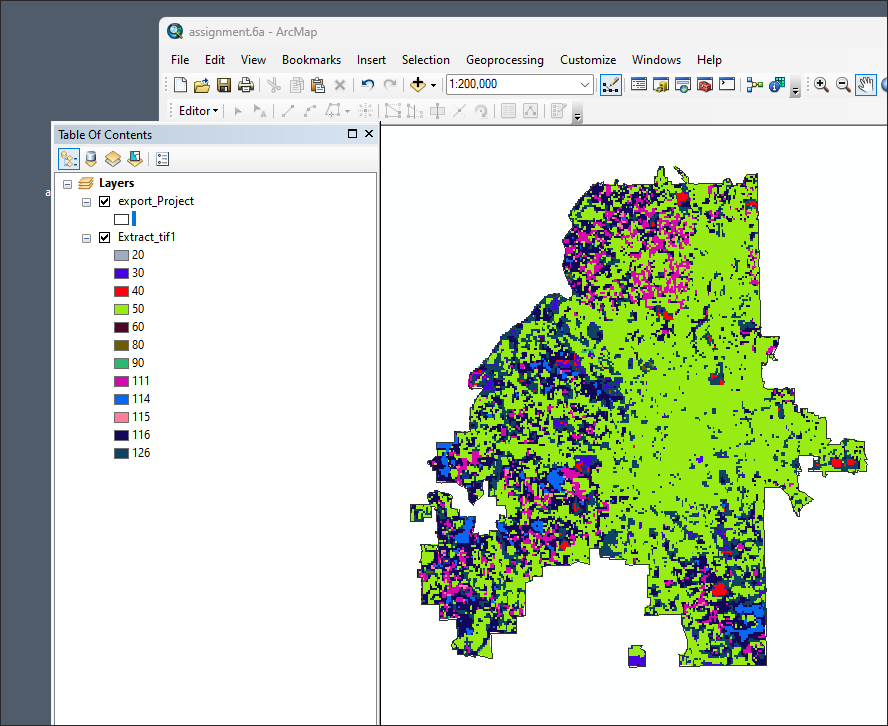 assignment.6a - ArcMap
File Edit View Bookmarks Insert Selection Geoprocessing Customize Windows Help
1:200,000
Editor
Table Of Contents
Layers
export_Project
Extract_tif1
20
30
40
50
60
80
90
111
114
115
116
126